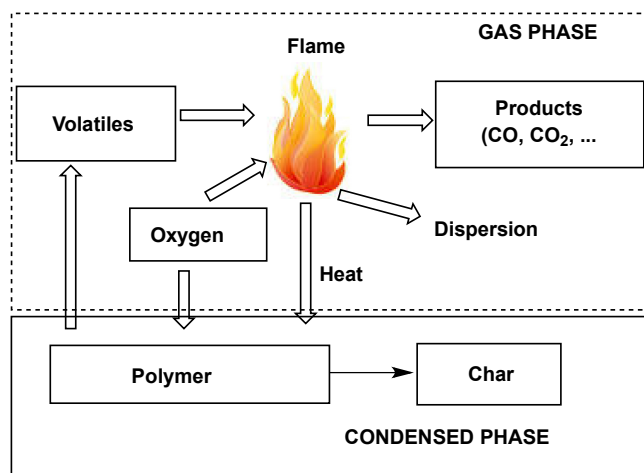 GAS PHASE
Flame
Volatiles
Products
(CO, CO₂, ...
Oxygen
Dispersion
Heat
Polymer
Char
CONDENSED PHASE